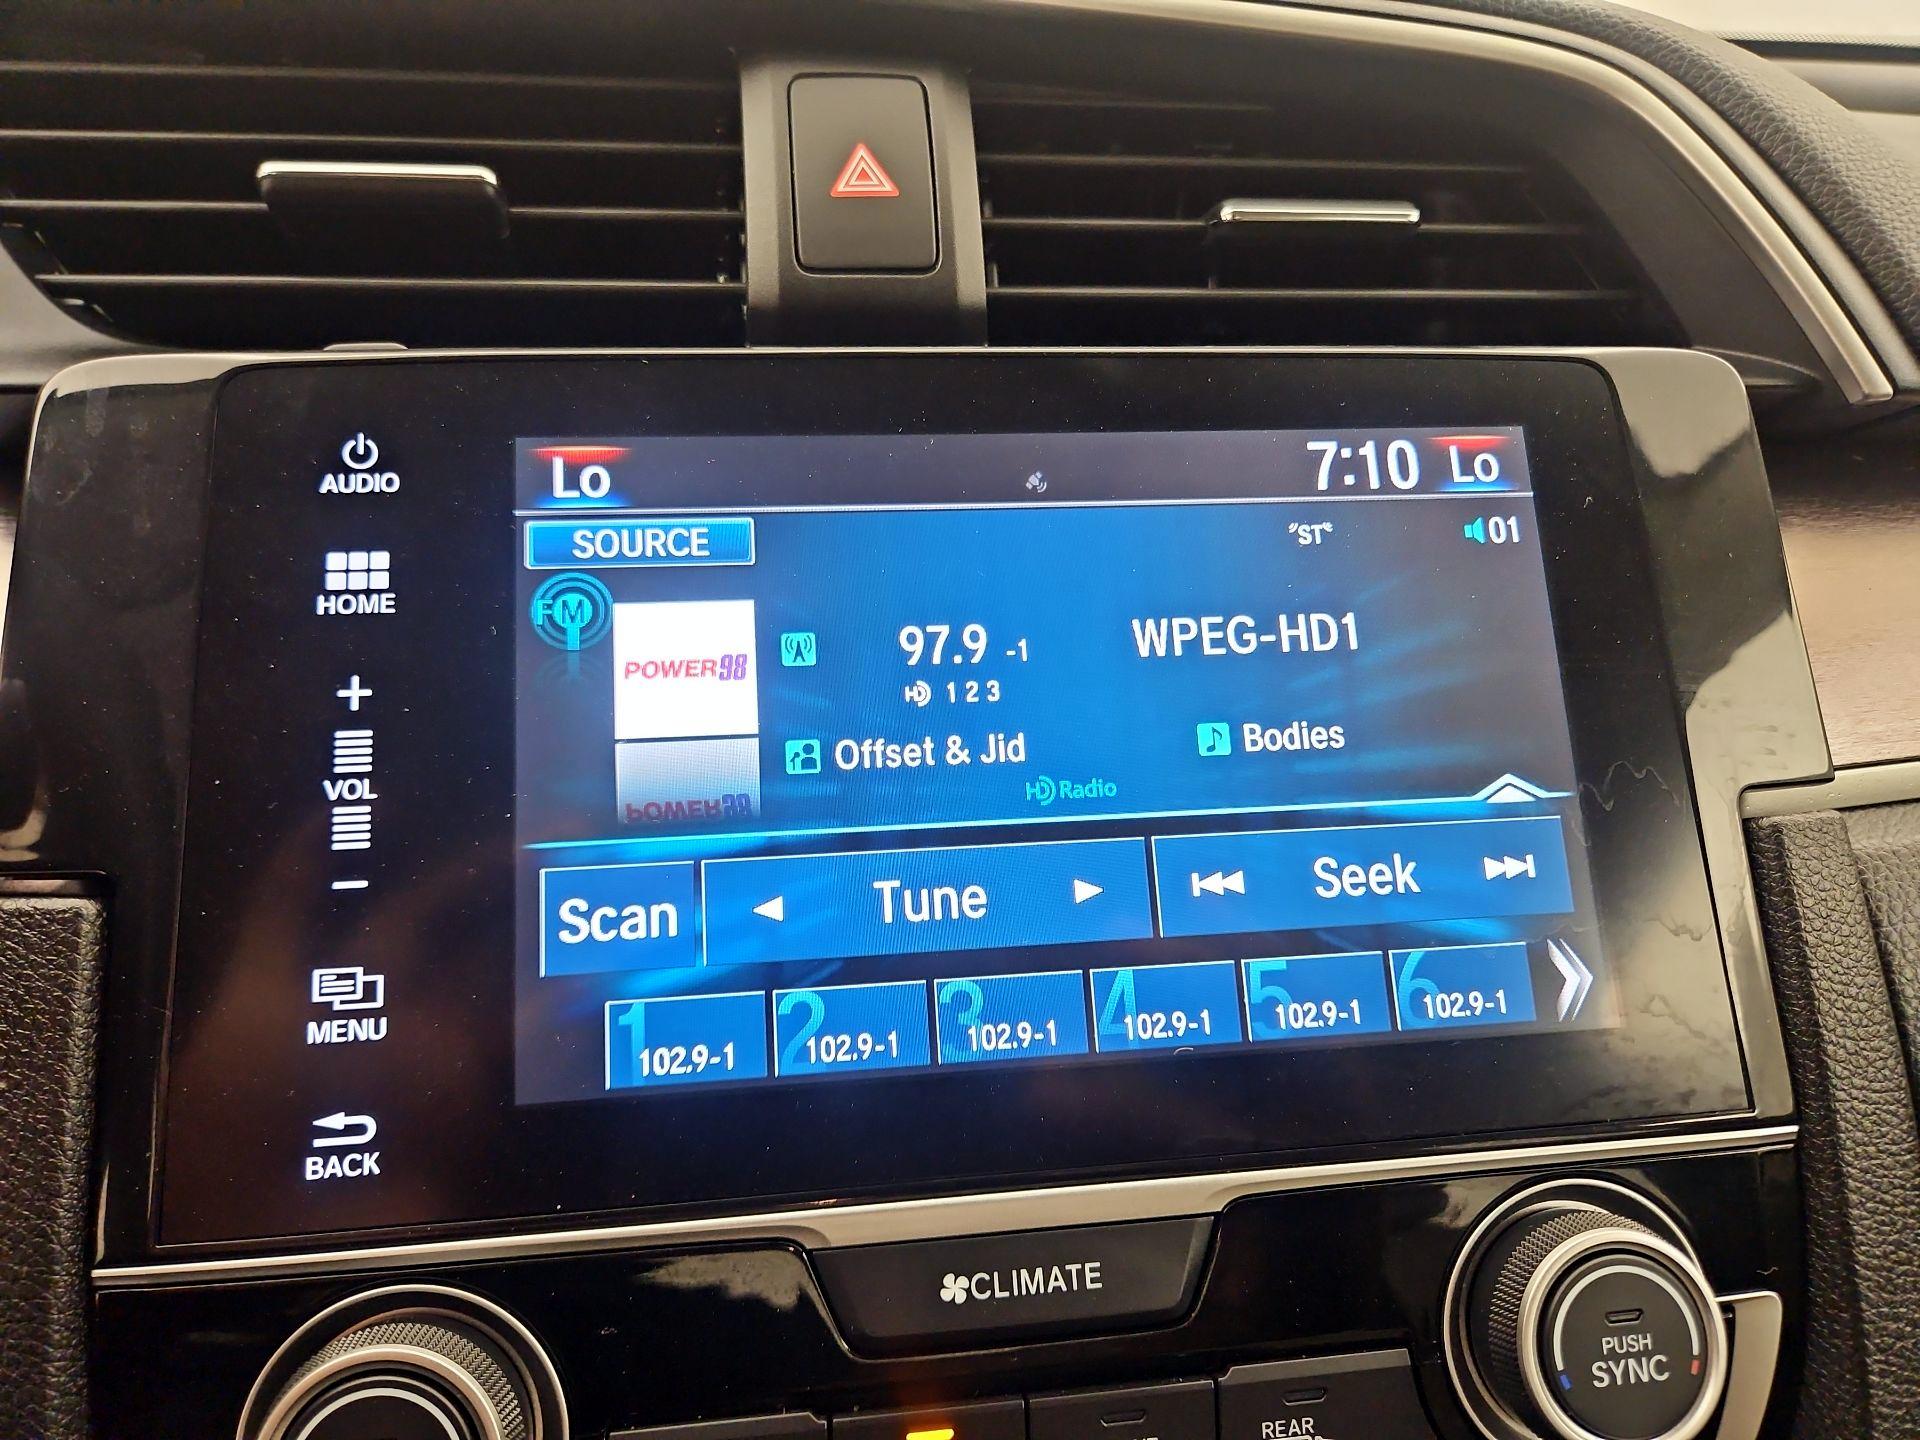 AUDIO
HOME
+
VOL
−
MENU
BACK
Lo
7:10 Lo
SOURCE
"ST"
01
FM
POWER98
97.9 -1
WPEG-HD1
HD 1 2 3
Offset & Jid
Bodies
HD Radio
POWER98
Scan
Tune
Seek
1 102.9-1
2 102.9-1
3 102.9-1
4 102.9-1
5 102.9-1
6 102.9-1
CLIMATE
PUSH
SYNC
REAR